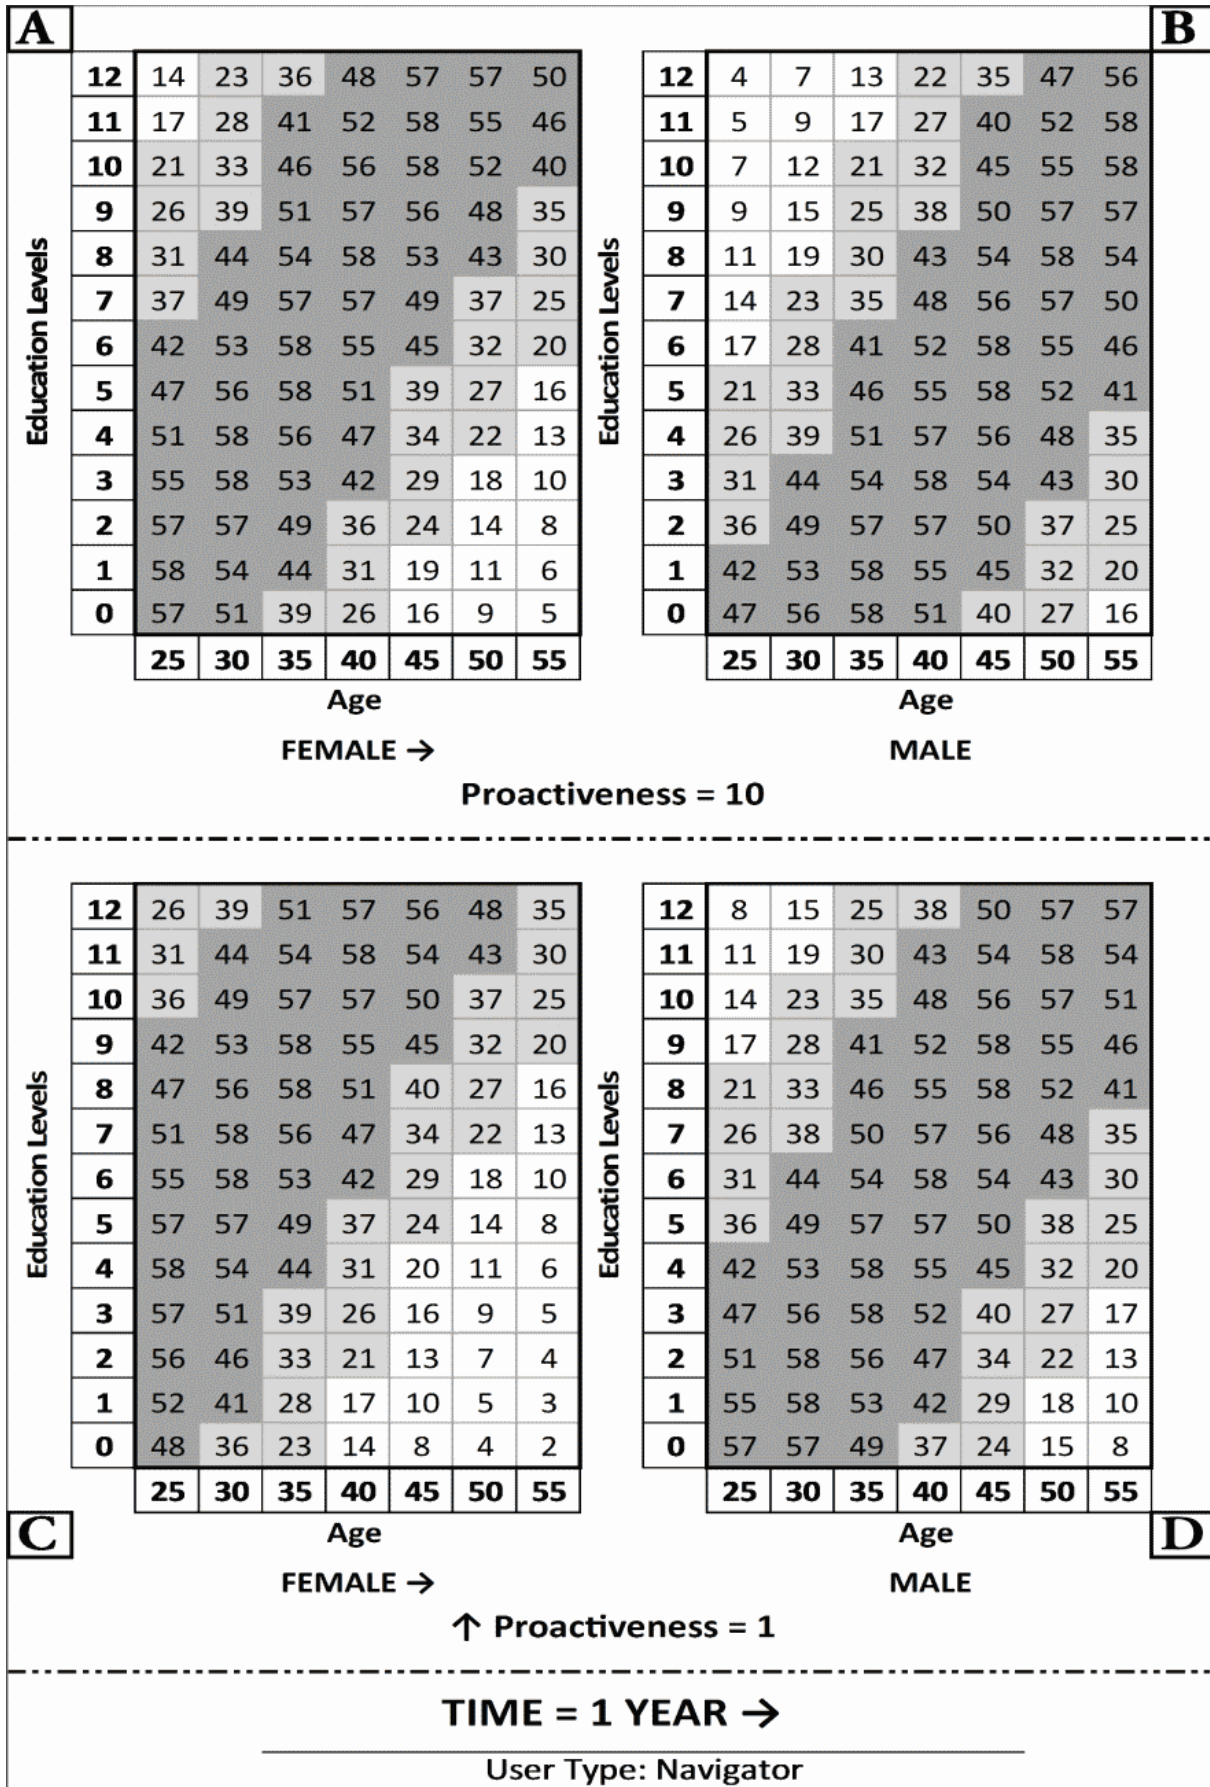 A B
12 14 23 36 48 57 57 50 12 4 7 13 22 35 47 56
11 17 28 41 52 58 55 46 11 5 9 17 27 40 52 58
10 21 33 46 56 58 52 40 10 7 12 21 32 45 55 58
9 26 39 51 57 56 48 35 9 9 15 25 38 50 57 57
8 31 44 54 58 53 43 30 8 11 19 30 43 54 58 54
7 37 49 57 57 49 37 25 7 14 23 35 48 56 57 50
6 42 53 58 55 45 32 20 6 17 28 41 52 58 55 46
5 47 56 58 51 39 27 16 5 21 33 46 55 58 52 41
4 51 58 56 47 34 22 13 4 26 39 51 57 56 48 35
3 55 58 53 42 29 18 10 3 31 44 54 58 54 43 30
2 57 57 49 36 24 14 8 2 36 49 57 57 50 37 25
1 58 54 44 31 19 11 6 1 42 53 58 55 45 32 20
0 57 51 39 26 16 9 5 0 47 56 58 51 40 27 16
Education Levels Education Levels
25 30 35 40 45 50 55 25 30 35 40 45 50 55
Age Age
FEMALE → MALE
Proactiveness = 10
12 26 39 51 57 56 48 35 12 8 15 25 38 50 57 57
11 31 44 54 58 54 43 30 11 11 19 30 43 54 58 54
10 36 49 57 57 50 37 25 10 14 23 35 48 56 57 51
9 42 53 58 55 45 32 20 9 17 28 41 52 58 55 46
8 47 56 58 51 40 27 16 8 21 33 46 55 58 52 41
7 51 58 56 47 34 22 13 7 26 38 50 57 56 48 35
6 55 58 53 42 29 18 10 6 31 44 54 58 54 43 30
5 57 57 49 37 24 14 8 5 36 49 57 57 50 38 25
4 58 54 44 31 20 11 6 4 42 53 58 55 45 32 20
3 57 51 39 26 16 9 5 3 47 56 58 52 40 27 17
2 56 46 33 21 13 7 4 2 51 58 56 47 34 22 13
1 52 41 28 17 10 5 3 1 55 58 53 42 29 18 10
0 48 36 23 14 8 4 2 0 57 57 49 37 24 15 8
Education Levels Education Levels
25 30 35 40 45 50 55 25 30 35 40 45 50 55
C Age Age D
FEMALE → MALE
↑ Proactiveness = 1
TIME = 1 YEAR →
User Type: Navigator